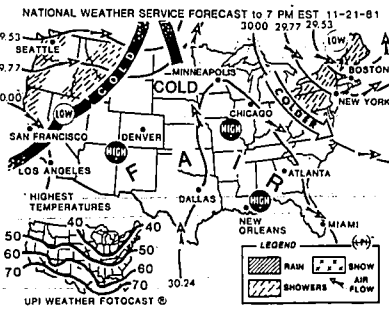 NATIONAL WEATHER SERVICE FORECAST to 7 PM EST 11-21-81
29.53
SEATTLE
30.00 29.77 29.53
LOW
BOSTON
29.77
COLD
MINNEAPOLIS
COLD
NEW YORK
30.00
LOW
CHICAGO
COLDER
SAN FRANCISCO
DENVER
HIGH
HIGH
LOS ANGELES
FAIR
ATLANTA
HIGHEST
TEMPERATURES
DALLAS
HIGH
NEW
ORLEANS
MIAMI
40
40
50
50
60
60
70
70
30.24
LEGEND
UPI
RAIN
SNOW
SHOWERS
AIR
FLOW
UPI WEATHER FOTOCAST ®